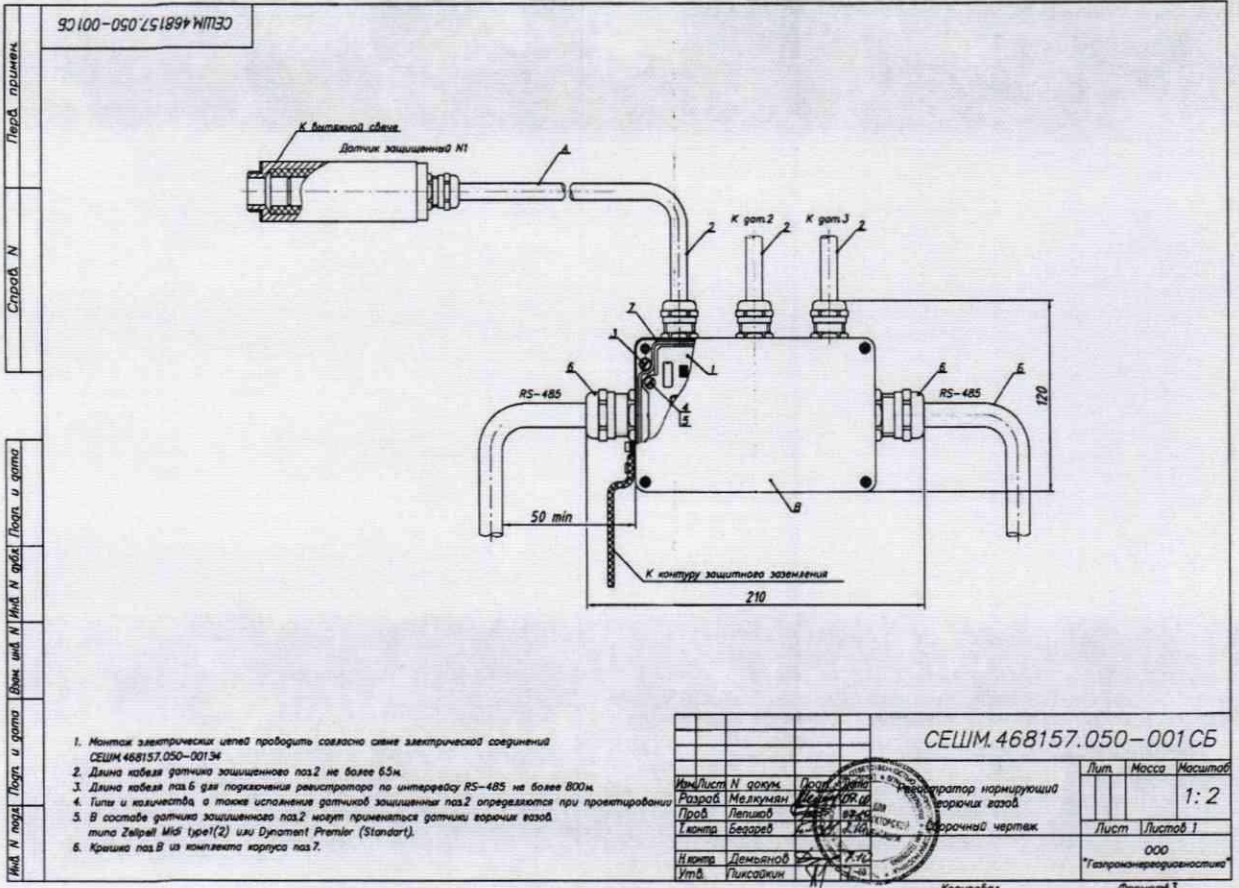 СЕШМ.468157.050-001СБ
Перв. примен.
Справ. N
Подп. и дата
Инв. N дубл.
Взам. инв. N
Подп. и дата
Инв. N подл.
К вытяжной свече
Датчик защищенный N1
А
2
К дат.2
2
К дат.3
2
7
3
6
1
4
5
RS-485
6
RS-485
6
120
50 min
В
К контуру защитного заземления
210
1. Монтаж электрических цепей проводить согласно схеме электрической соединений
СЕШМ.468157.050-001Э4
2. Длина кабеля датчика защищенного поз.2 не более 65м
3. Длина кабеля поз.6 для подключения регистратора по интерфейсу RS-485 не более 800м.
4. Типы и количество, а также исполнение датчиков защищенных поз.2 определяются при проектировании
5. В составе датчика защищенного поз.2 могут применяться датчики горючих газов
типа Zellpell Midi type1(2) или Dynament Premier (Standart).
6. Крышка поз.В из комплекта корпуса поз.7.
СЕШМ.468157.050-001СБ
Изм. Лист N докум. Подп. Дата
Разраб. Мелкумян
Пров. Лепихов
Т.контр. Бедарев
Н.контр. Демьянов
Утв. Пиксайкин
Регистратор нормирующий
горючих газов
Сборочный чертеж
Лит. Масса Масштаб
1:2
Лист Листов 1
ООО
"Газпромэнергодиагностика"
Копировал
Формат